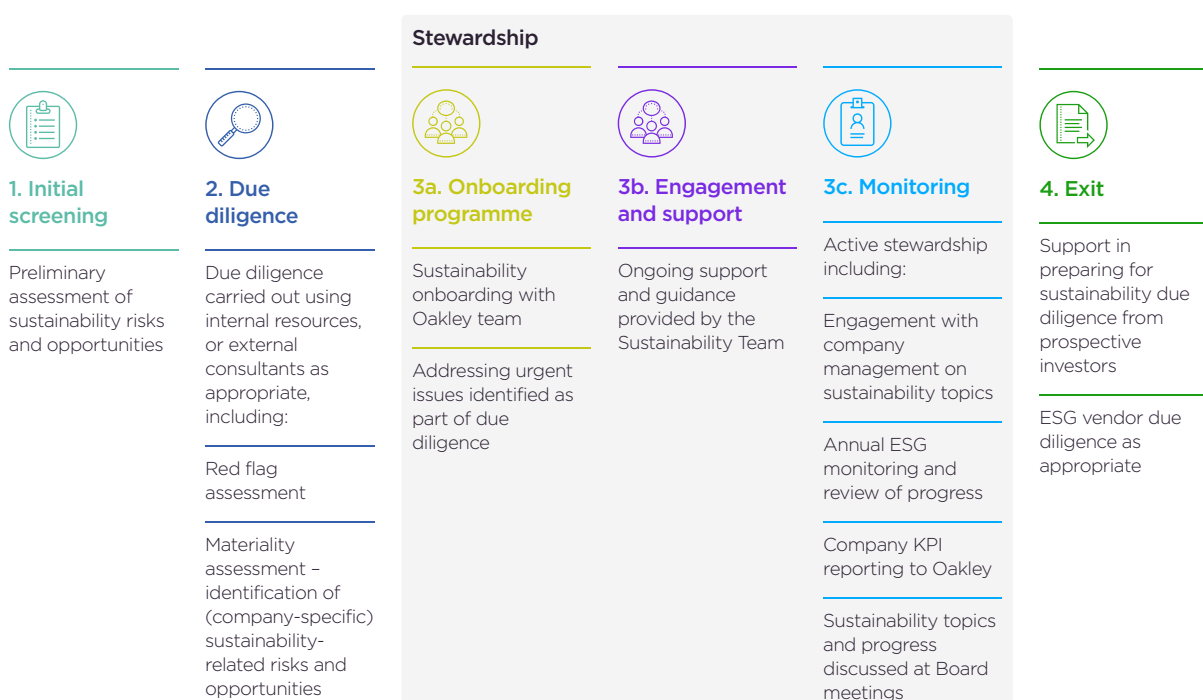 Stewardship
1. Initial
screening
Preliminary
assessment of
sustainability risks
and opportunities
2. Due
diligence
Due diligence
carried out using
internal resources,
or external
consultants as
appropriate,
including:
Red flag
assessment
Materiality
assessment –
identification of
(company-specific)
sustainability-
related risks and
opportunities
3a. Onboarding
programme
Sustainability
onboarding with
Oakley team
Addressing urgent
issues identified as
part of due
diligence
3b. Engagement
and support
Ongoing support
and guidance
provided by the
Sustainability Team
3c. Monitoring
Active stewardship
including:
Engagement with
company
management on
sustainability topics
Annual ESG
monitoring and
review of progress
Company KPI
reporting to Oakley
Sustainability topics
and progress
discussed at Board
meetings
4. Exit
Support in
preparing for
sustainability due
diligence from
prospective
investors
ESG vendor due
diligence as
appropriate